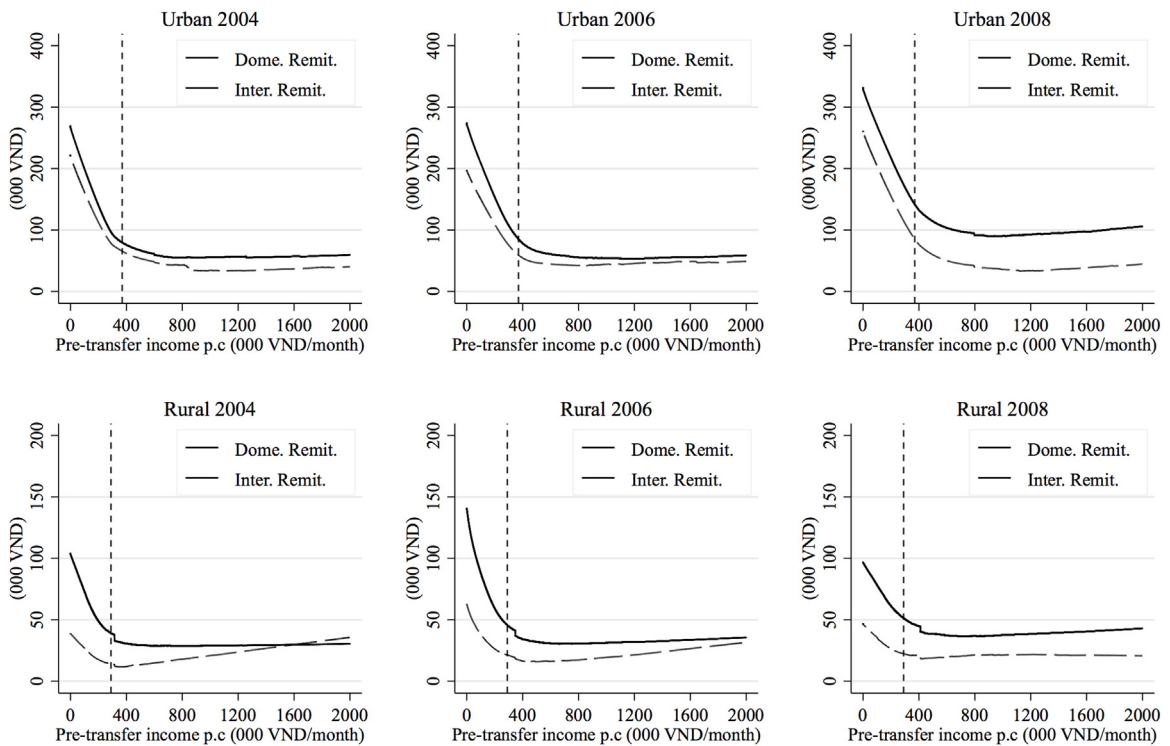 Urban 2004
400
300
200
100
0
(000 VND)
Dome. Remit.
Inter. Remit.
0 400 800 1200 1600 2000
Pre-transfer income p.c (000 VND/month)
Urban 2006
400
300
200
100
0
(000 VND)
Dome. Remit.
Inter. Remit.
0 400 800 1200 1600 2000
Pre-transfer income p.c (000 VND/month)
Urban 2008
400
300
200
100
0
(000 VND)
Dome. Remit.
Inter. Remit.
0 400 800 1200 1600 2000
Pre-transfer income p.c (000 VND/month)
Rural 2004
200
150
100
50
0
(000 VND)
Dome. Remit.
Inter. Remit.
0 400 800 1200 1600 2000
Pre-transfer income p.c (000 VND/month)
Rural 2006
200
150
100
50
0
(000 VND)
Dome. Remit.
Inter. Remit.
0 400 800 1200 1600 2000
Pre-transfer income p.c (000 VND/month)
Rural 2008
200
150
100
50
0
(000 VND)
Dome. Remit.
Inter. Remit.
0 400 800 1200 1600 2000
Pre-transfer income p.c (000 VND/month)